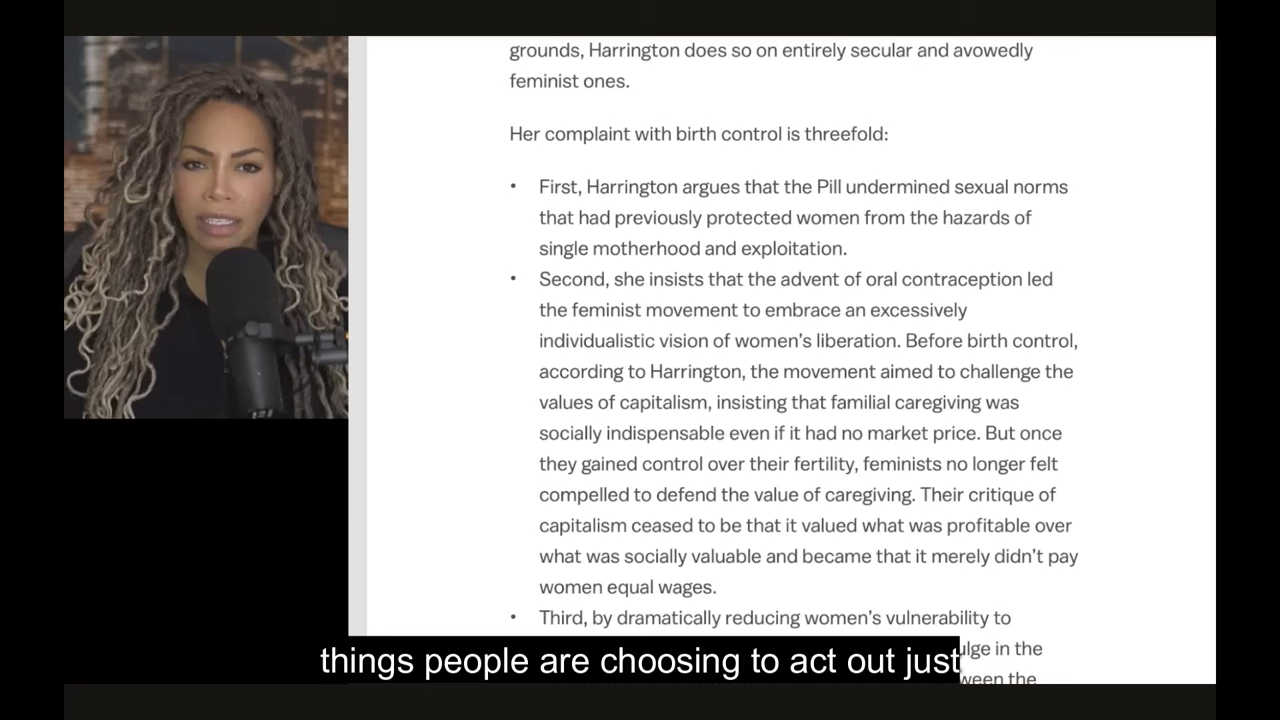 grounds, Harrington does so on entirely secular and avowedly
feminist ones.
Her complaint with birth control is threefold:
• First, Harrington argues that the Pill undermined sexual norms
that had previously protected women from the hazards of
single motherhood and exploitation.
• Second, she insists that the advent of oral contraception led
the feminist movement to embrace an excessively
individualistic vision of women’s liberation. Before birth control,
according to Harrington, the movement aimed to challenge the
values of capitalism, insisting that familial caregiving was
socially indispensable even if it had no market price. But once
they gained control over their fertility, feminists no longer felt
compelled to defend the value of caregiving. Their critique of
capitalism ceased to be that it valued what was profitable over
what was socially valuable and became that it merely didn’t pay
women equal wages.
• Third, by dramatically reducing women’s vulnerability to
in the
the
things people are choosing to act out just